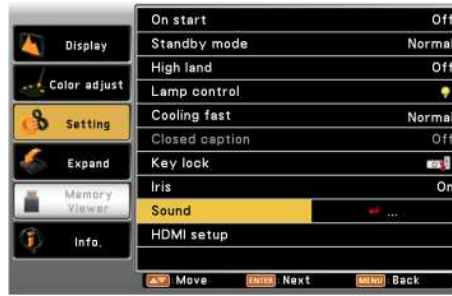 Display
Color adjust
Setting
Expand
Memory
Viewer
Info.
On start Off
Standby mode Normal
High land Off
Lamp control
Cooling fast Normal
Closed caption Off
Key lock
Iris On
Sound ...
HDMI setup
Move ENTER Next MENU Back